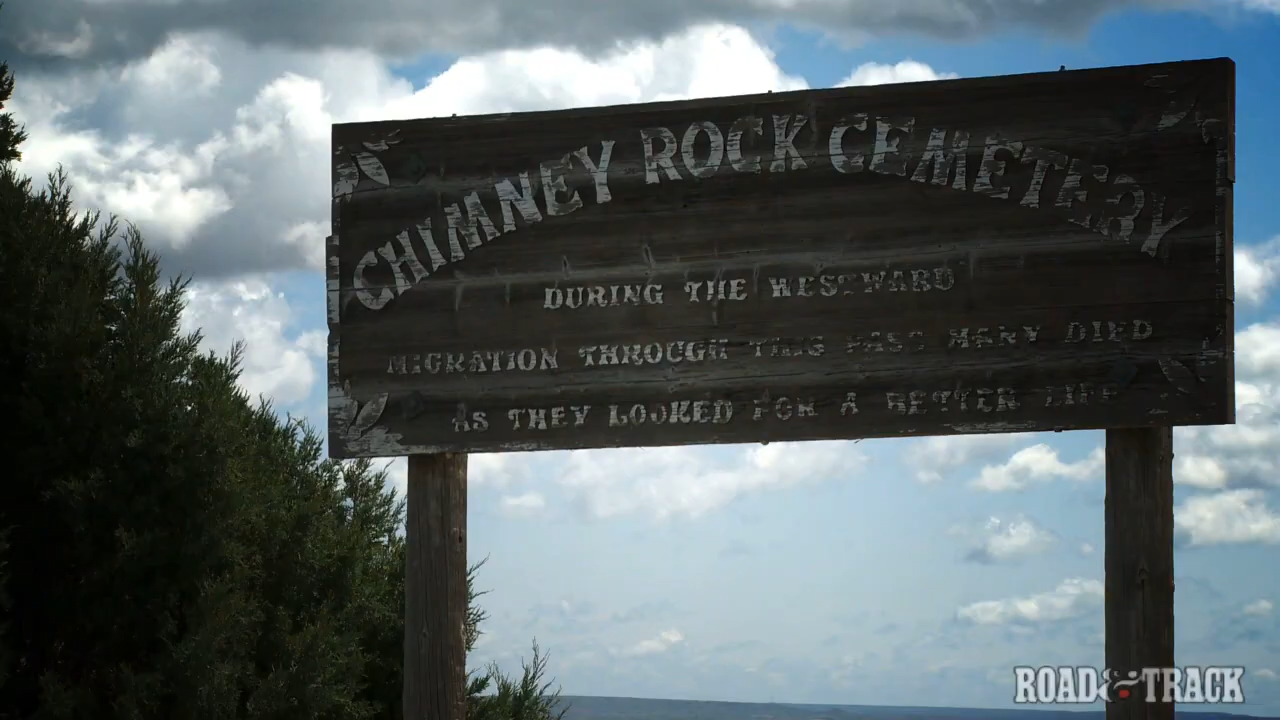 CHIMNEY ROCK CEMETERY
DURING THE WESTWARD
MIGRATION THROUGH THIS PASS MANY DIED
AS THEY LOOKED FOR A BETTER LIFE
ROAD & TRACK